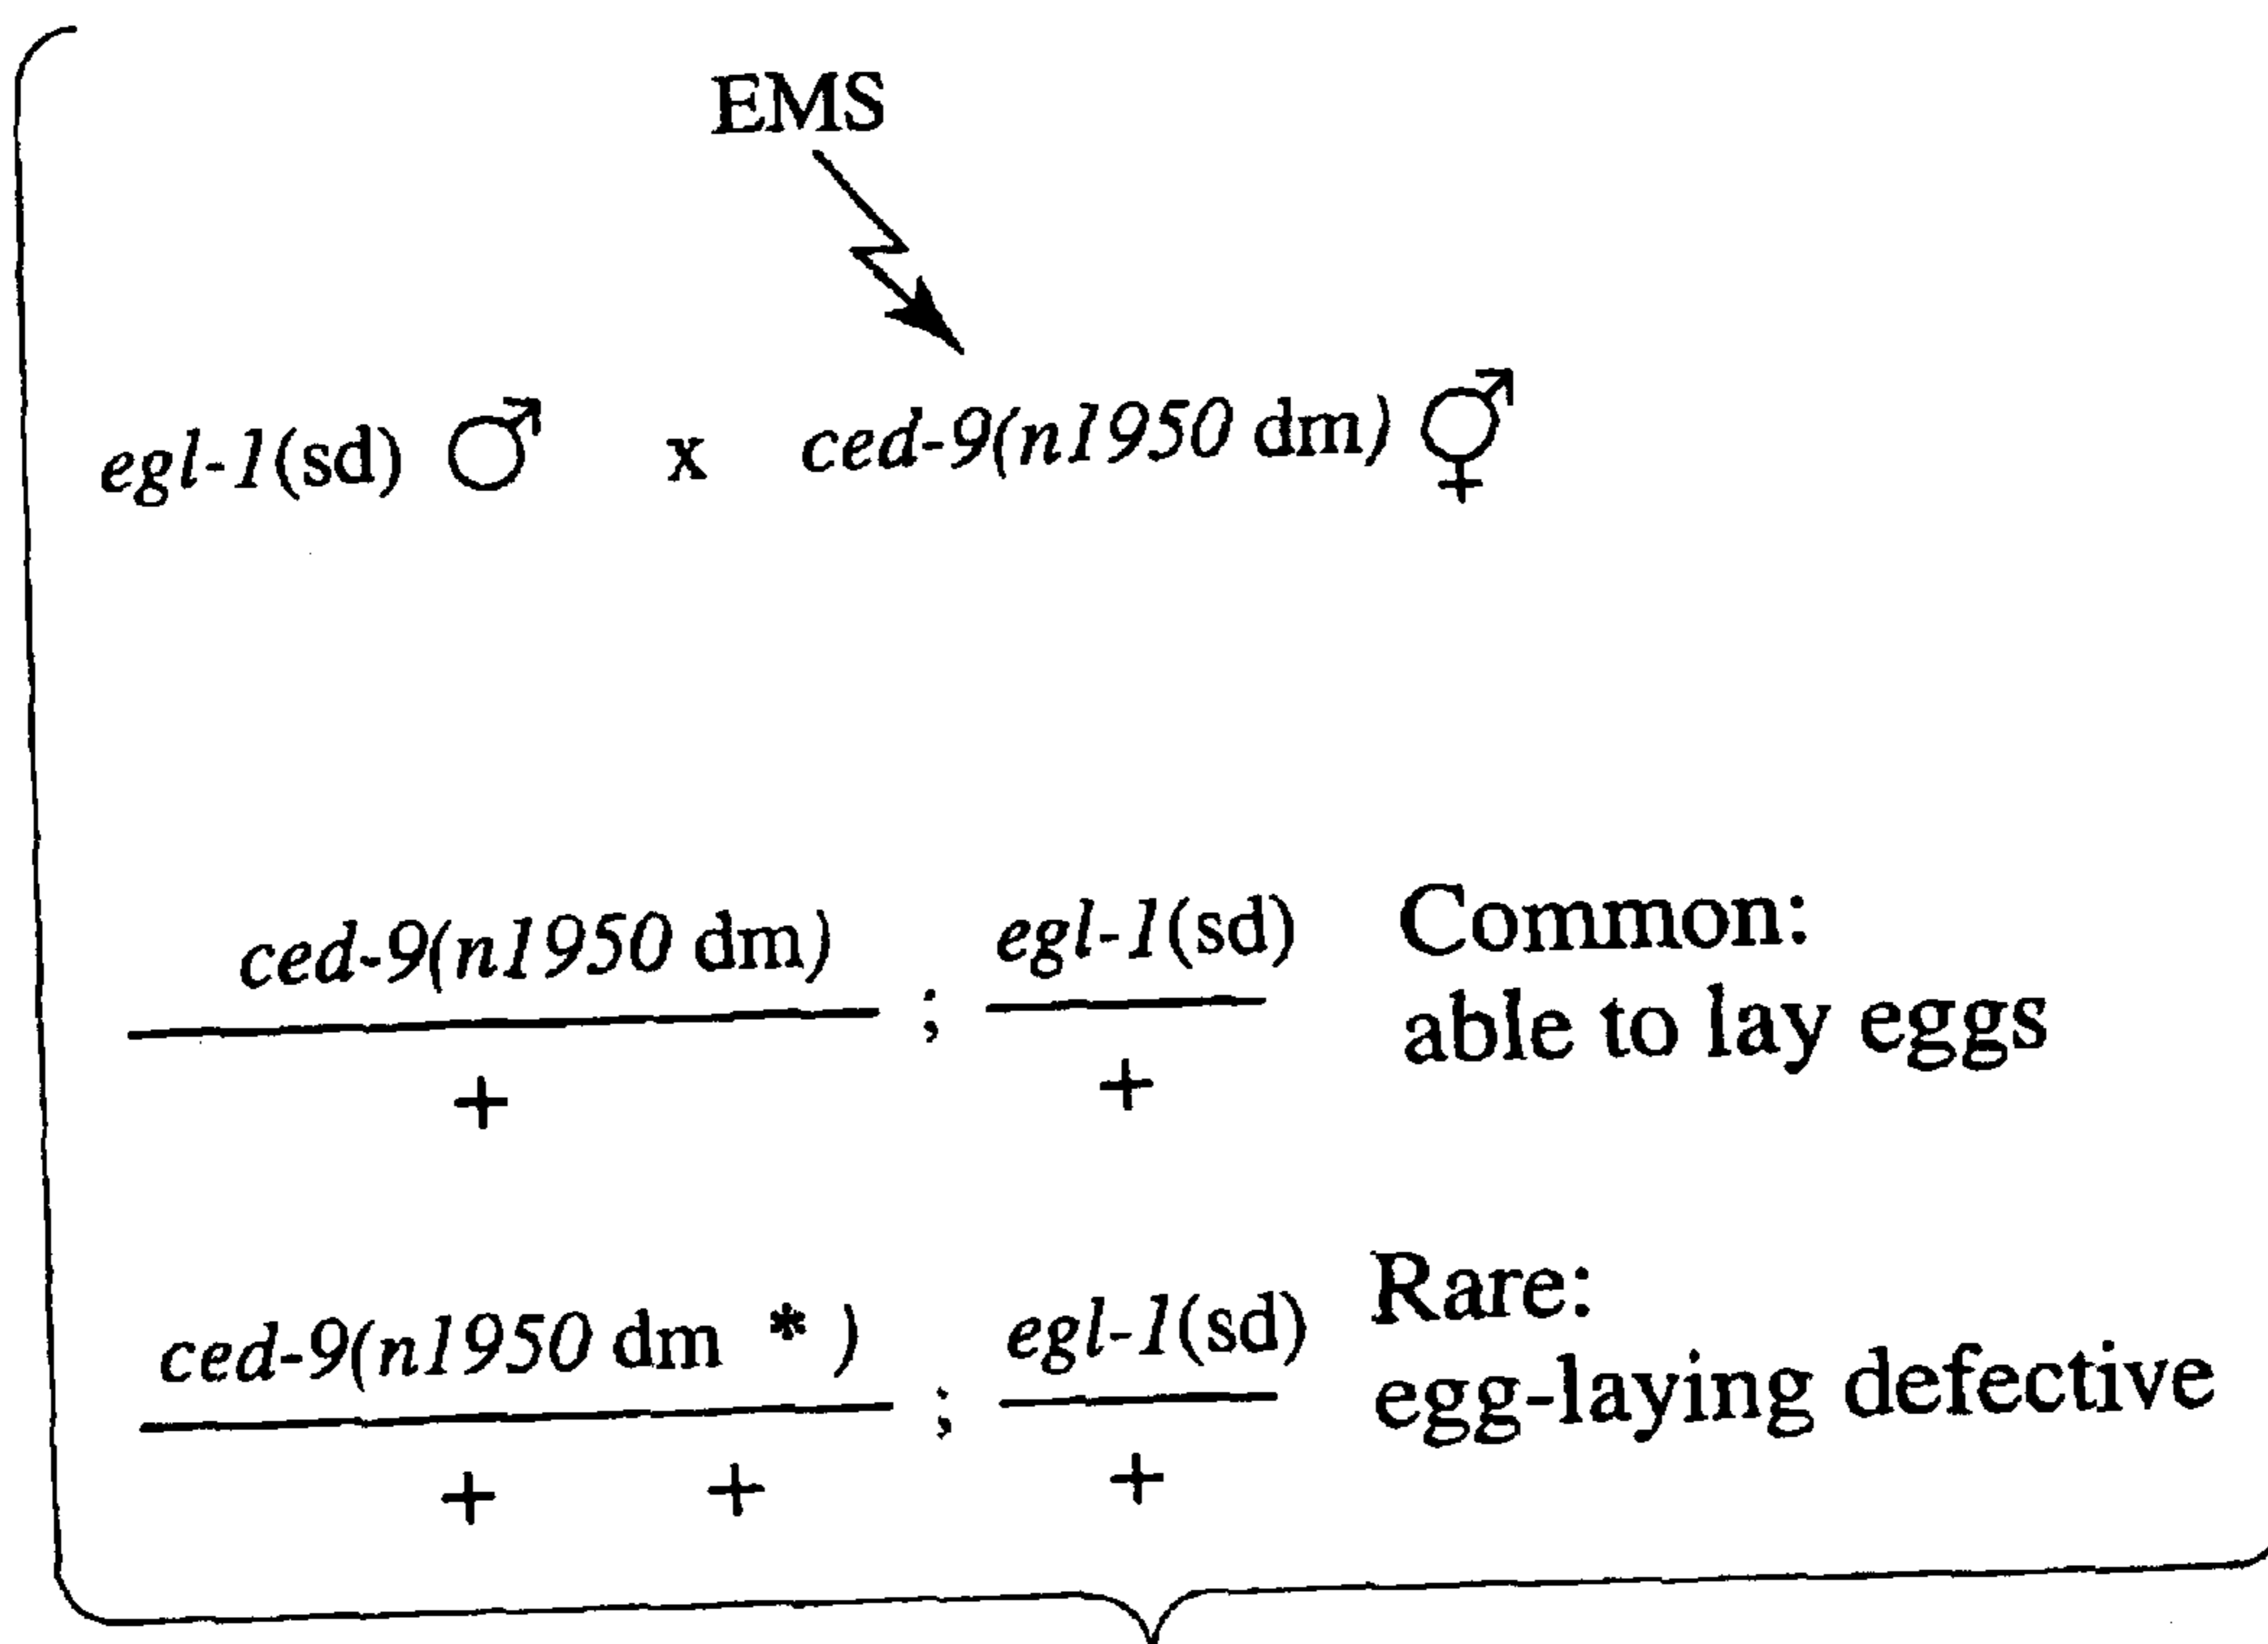 EMS
egl-1(sd) ⚦ x ced-9(n1950 dm) ⚥
ced-9(n1950 dm) ; egl-1(sd) Common:
able to lay eggs
+ +
ced-9(n1950 dm * ) ; egl-1(sd) Rare:
egg-laying defective
+ + +